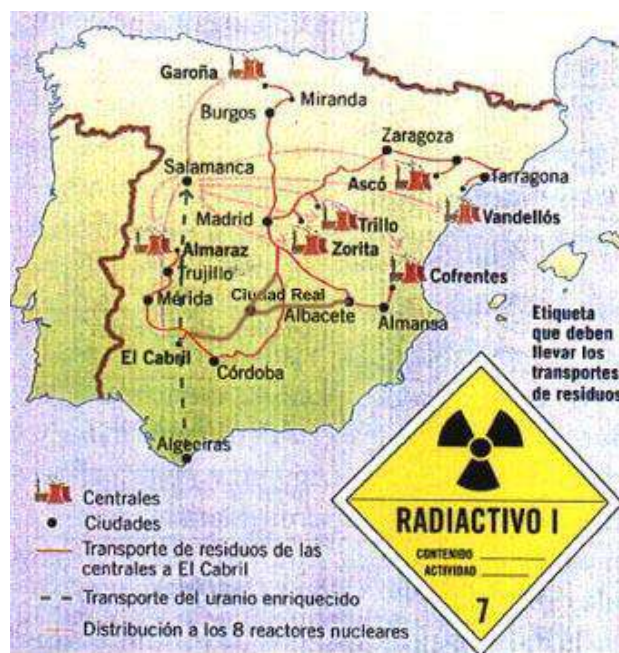 Garoña
Miranda
Burgos
Zaragoza
Salamanca
Ascó
Tarragona
Madrid
Trillo
Vandellós
Almaraz
Zorita
Trujillo
Cofrentes
Mérida
Ciudad Real
Albacete
Almansa
Etiqueta
que deben
llevar los
transportes
de residuos
El Cabril
Córdoba
Algeciras
Centrales
Ciudades
Transporte de residuos de las
centrales a El Cabril
Transporte del uranio enriquecido
Distribución a los 8 reactores nucleares
RADIACTIVO I
CONTENIDO
ACTIVIDAD
7